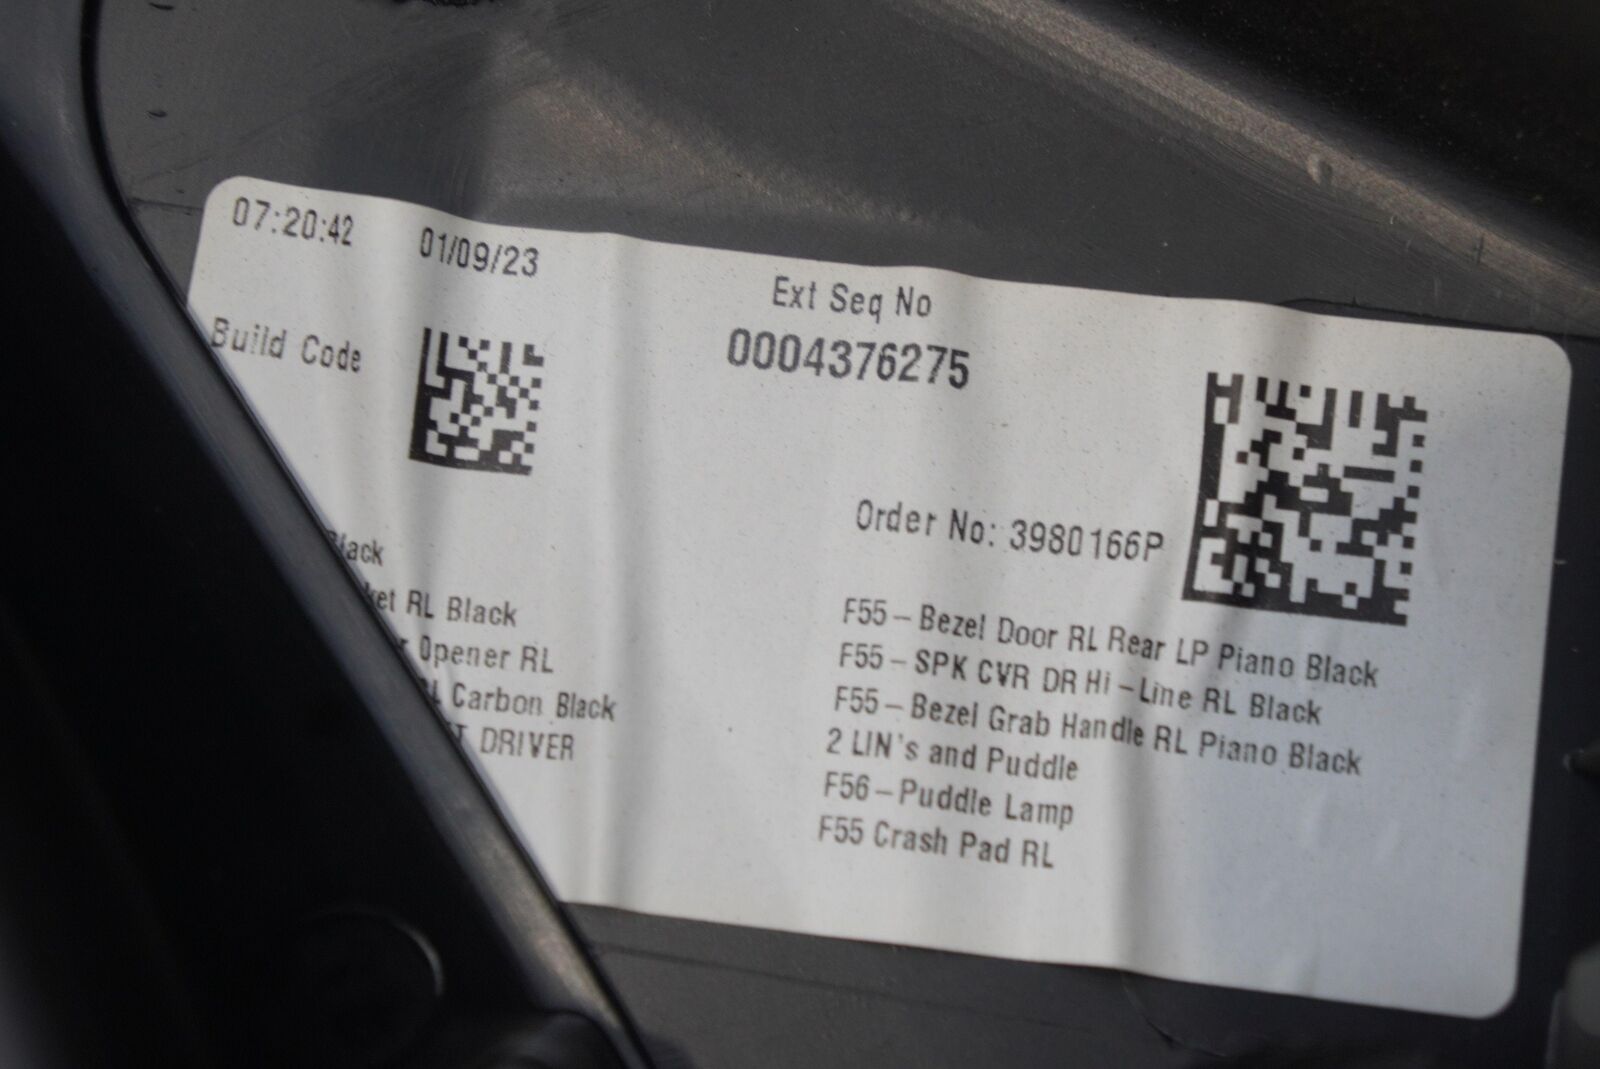 07:20:42 01/09/23
Ext Seq No
0004376275
Build Code
Order No: 3980166P
Black
RL Black
Opener RL
Carbon Black
DRIVER
F55-Bezel Door RL Rear LP Piano Black
F55-SPK CVR DR Hi-Line RL Black
F55-Bezel Grab Handle RL Piano Black
2 LIN's and Puddle
F56-Puddle Lamp
F55 Crash Pad RL